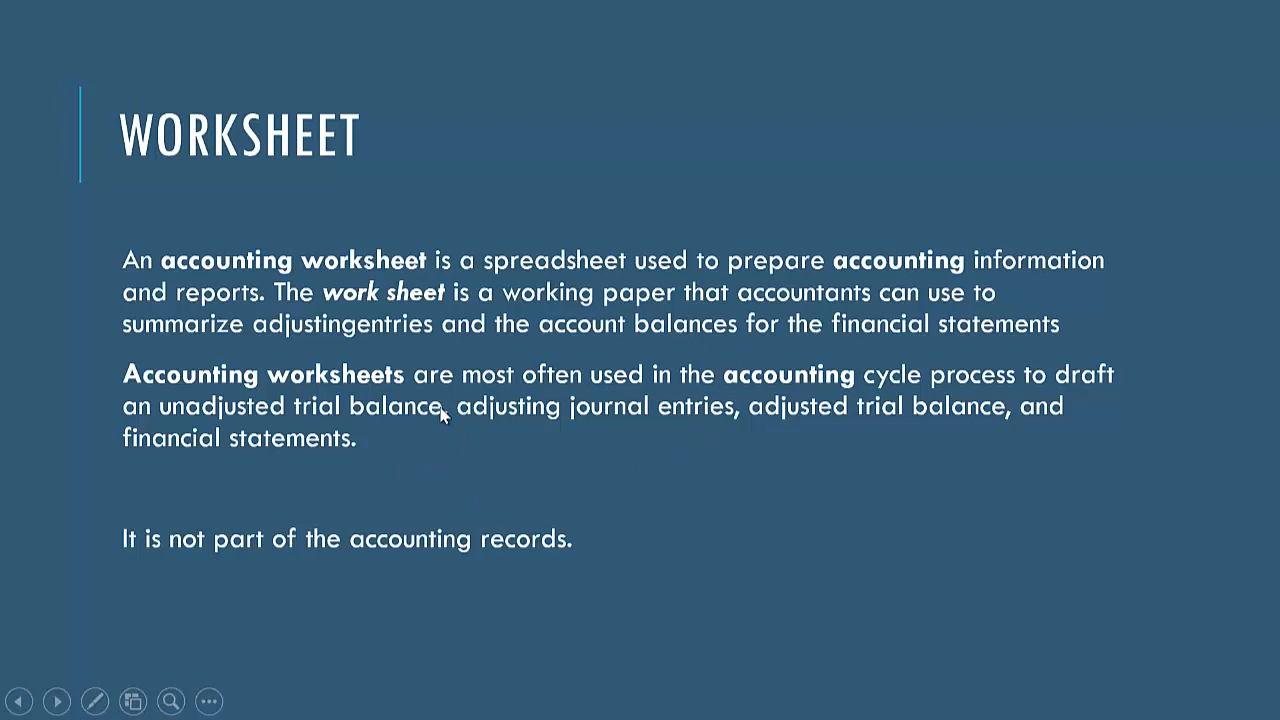 WORKSHEET
An accounting worksheet is a spreadsheet used to prepare accounting information
and reports. The work sheet is a working paper that accountants can use to
summarize adjustingentries and the account balances for the financial statements
Accounting worksheets are most often used in the accounting cycle process to draft
an unadjusted trial balance, adjusting journal entries, adjusted trial balance, and
financial statements.
It is not part of the accounting records.